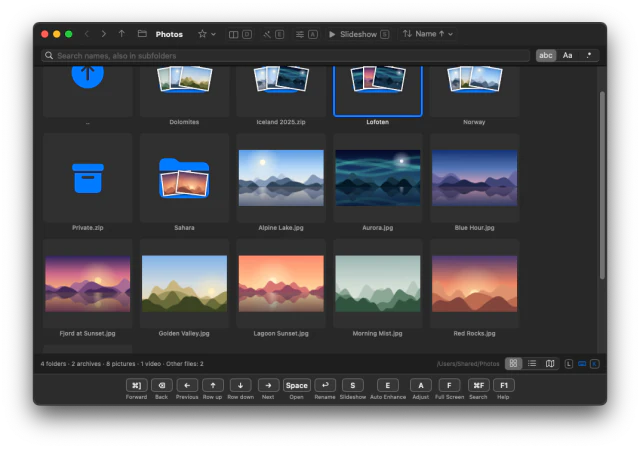 Photos
D
E
A
Slideshow S
Name
Search names, also in subfolders
abc Aa .*
..
Dolomites
Iceland 2025.zip
Lofoten
Norway
Private.zip
Sahara
Alpine Lake.jpg
Aurora.jpg
Blue Hour.jpg
Fjord at Sunset.jpg
Golden Valley.jpg
Lagoon Sunset.jpg
Morning Mist.jpg
Red Rocks.jpg
4 folders · 2 archives · 8 pictures · 1 video · Other files: 2
/Users/Shared/Photos
L
K
⌘] ⌫ ← ↑ ↓ → Space ↩ S E A F ⌘F F1
Forward Back Previous Row up Row down Next Open Rename Slideshow Auto Enhance Adjust Full Screen Search Help